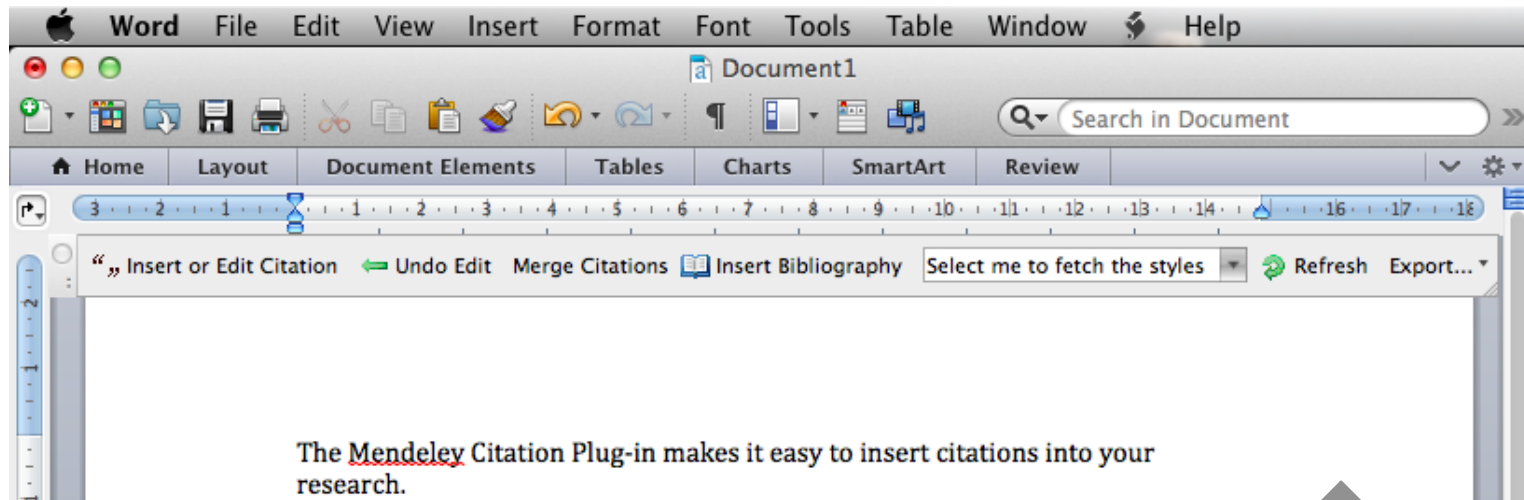 Word File Edit View Insert Format Font Tools Table Window Help
Document1
Search in Document
Home Layout Document Elements Tables Charts SmartArt Review
3 2 1 1 2 3 4 5 6 7 8 9 10 11 12 13 14 16 17 18
“ „ Insert or Edit Citation Undo Edit Merge Citations Insert Bibliography Select me to fetch the styles Refresh Export...
2
1
The Mendeley Citation Plug-in makes it easy to insert citations into your
research.
1